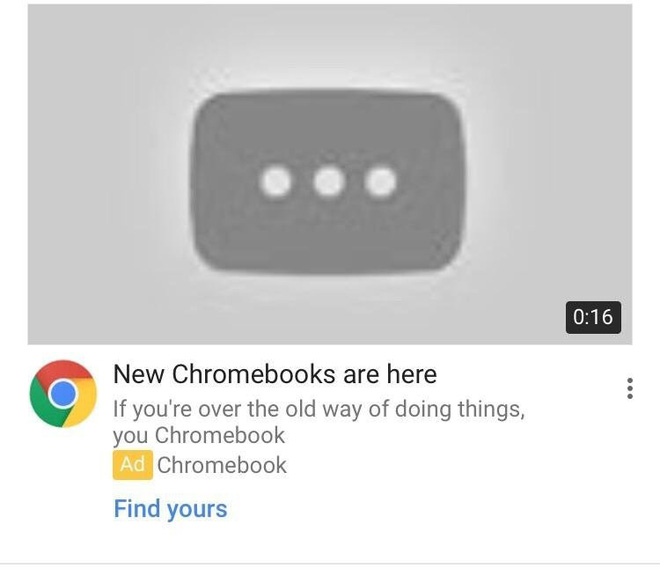 0:16
New Chromebooks are here
If you're over the old way of doing things,
you Chromebook
Ad Chromebook
Find yours